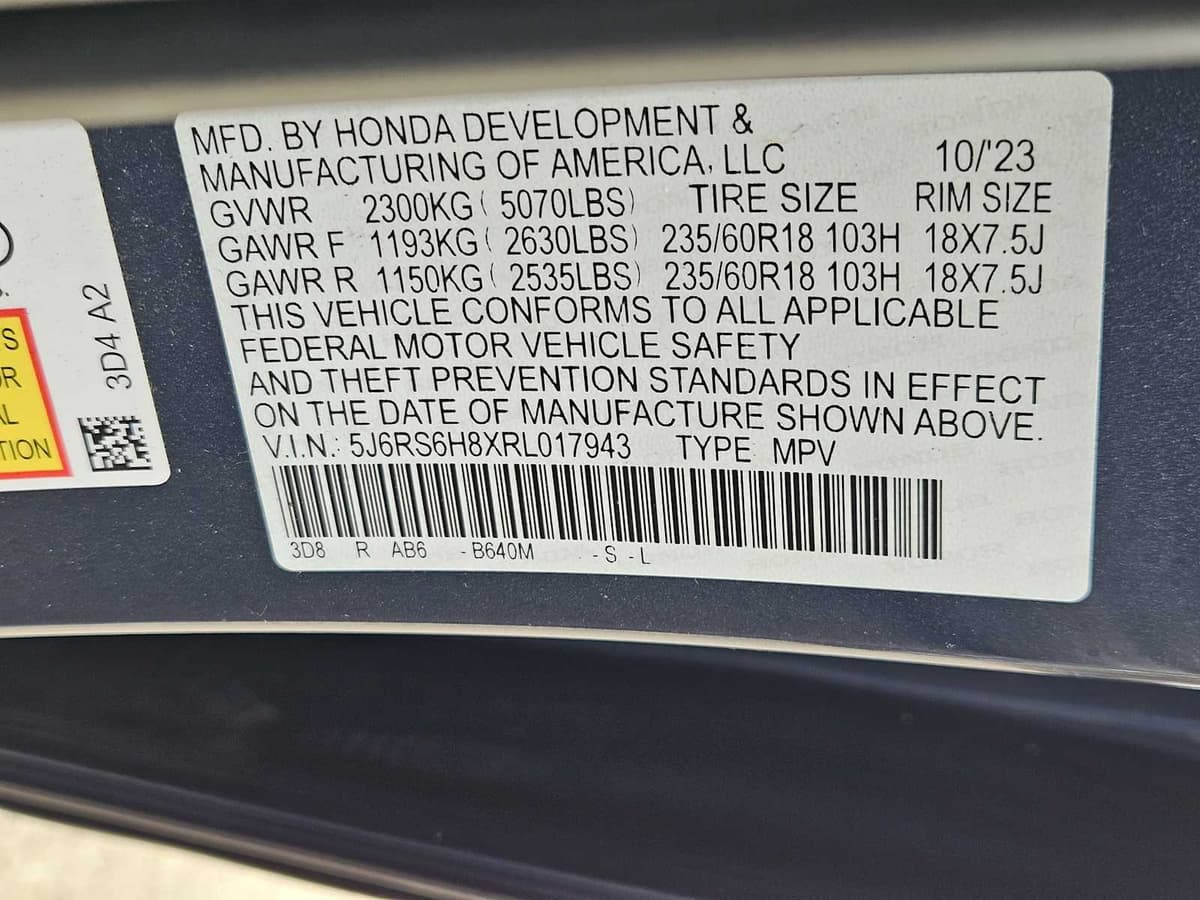 MFD. BY HONDA DEVELOPMENT &
MANUFACTURING OF AMERICA, LLC 10/'23
GVWR 2300KG( 5070LBS) TIRE SIZE RIM SIZE
GAWR F 1193KG( 2630LBS) 235/60R18 103H 18X7.5J
GAWR R 1150KG( 2535LBS) 235/60R18 103H 18X7.5J
THIS VEHICLE CONFORMS TO ALL APPLICABLE
FEDERAL MOTOR VEHICLE SAFETY
AND THEFT PREVENTION STANDARDS IN EFFECT
ON THE DATE OF MANUFACTURE SHOWN ABOVE.
V.I.N.: 5J6RS6H8XRL017943 TYPE: MPV
3D8 R AB6 -B640M -S -L
3D4 A2
S
R
AL
TION